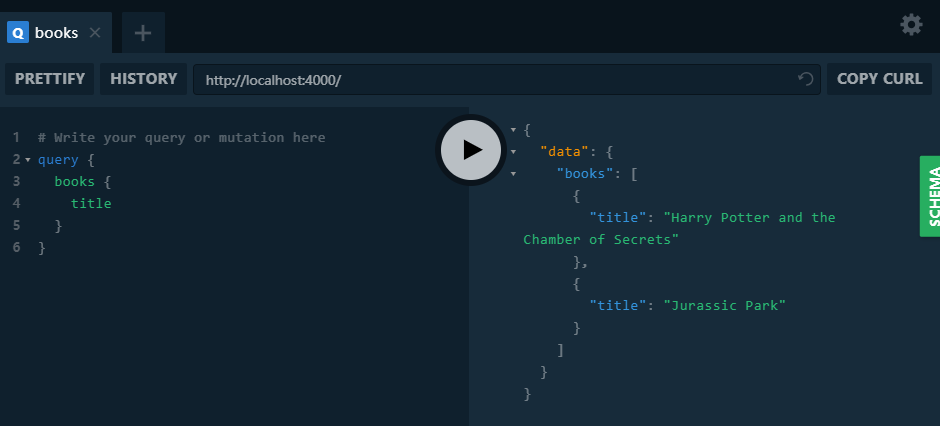 Q books
PRETTIFY HISTORY http://localhost:4000/ COPY CURL
1 # Write your query or mutation here
2 query {
3 books {
4 title
5 }
6 }
{
"data": {
"books": [
{
"title": "Harry Potter and the
Chamber of Secrets"
},
{
"title": "Jurassic Park"
}
]
}
}
SCHEMA